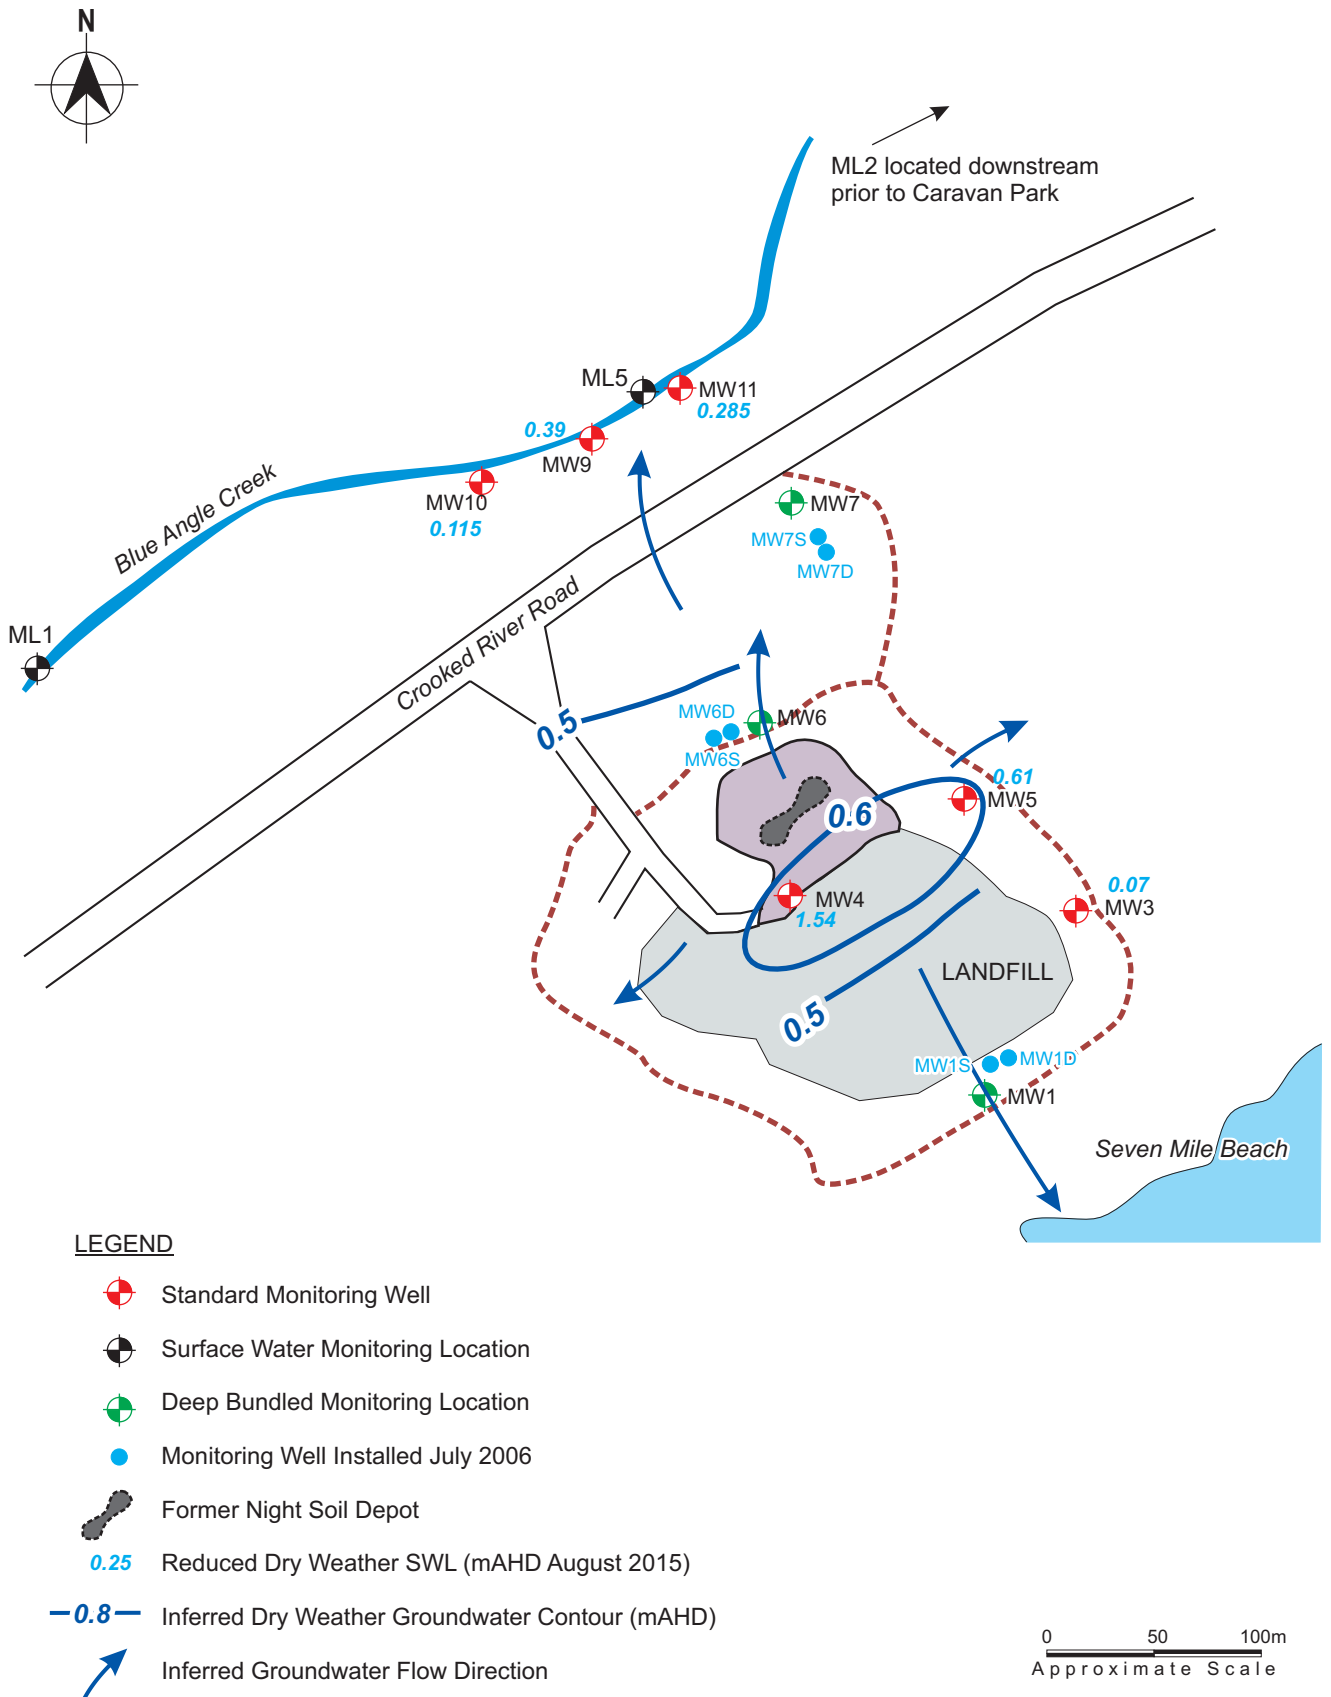 N
ML2 located downstream
prior to Caravan Park
ML5
MW11
0.285
0.39
MW9
MW10
0.115
Blue Angle Creek
ML1
Crooked River Road
MW7
MW7S
MW7D
0.5
MW6D
MW6
MW6S
0.61
MW5
0.6
MW4
1.54
0.07
MW3
LANDFILL
0.5
MW1S
MW1D
MW1
Seven Mile Beach
LEGEND
Standard Monitoring Well
Surface Water Monitoring Location
Deep Bundled Monitoring Location
Monitoring Well Installed July 2006
Former Night Soil Depot
0.25 Reduced Dry Weather SWL (mAHD August 2015)
0.8 Inferred Dry Weather Groundwater Contour (mAHD)
Inferred Groundwater Flow Direction
0 50 100m
Approximate Scale